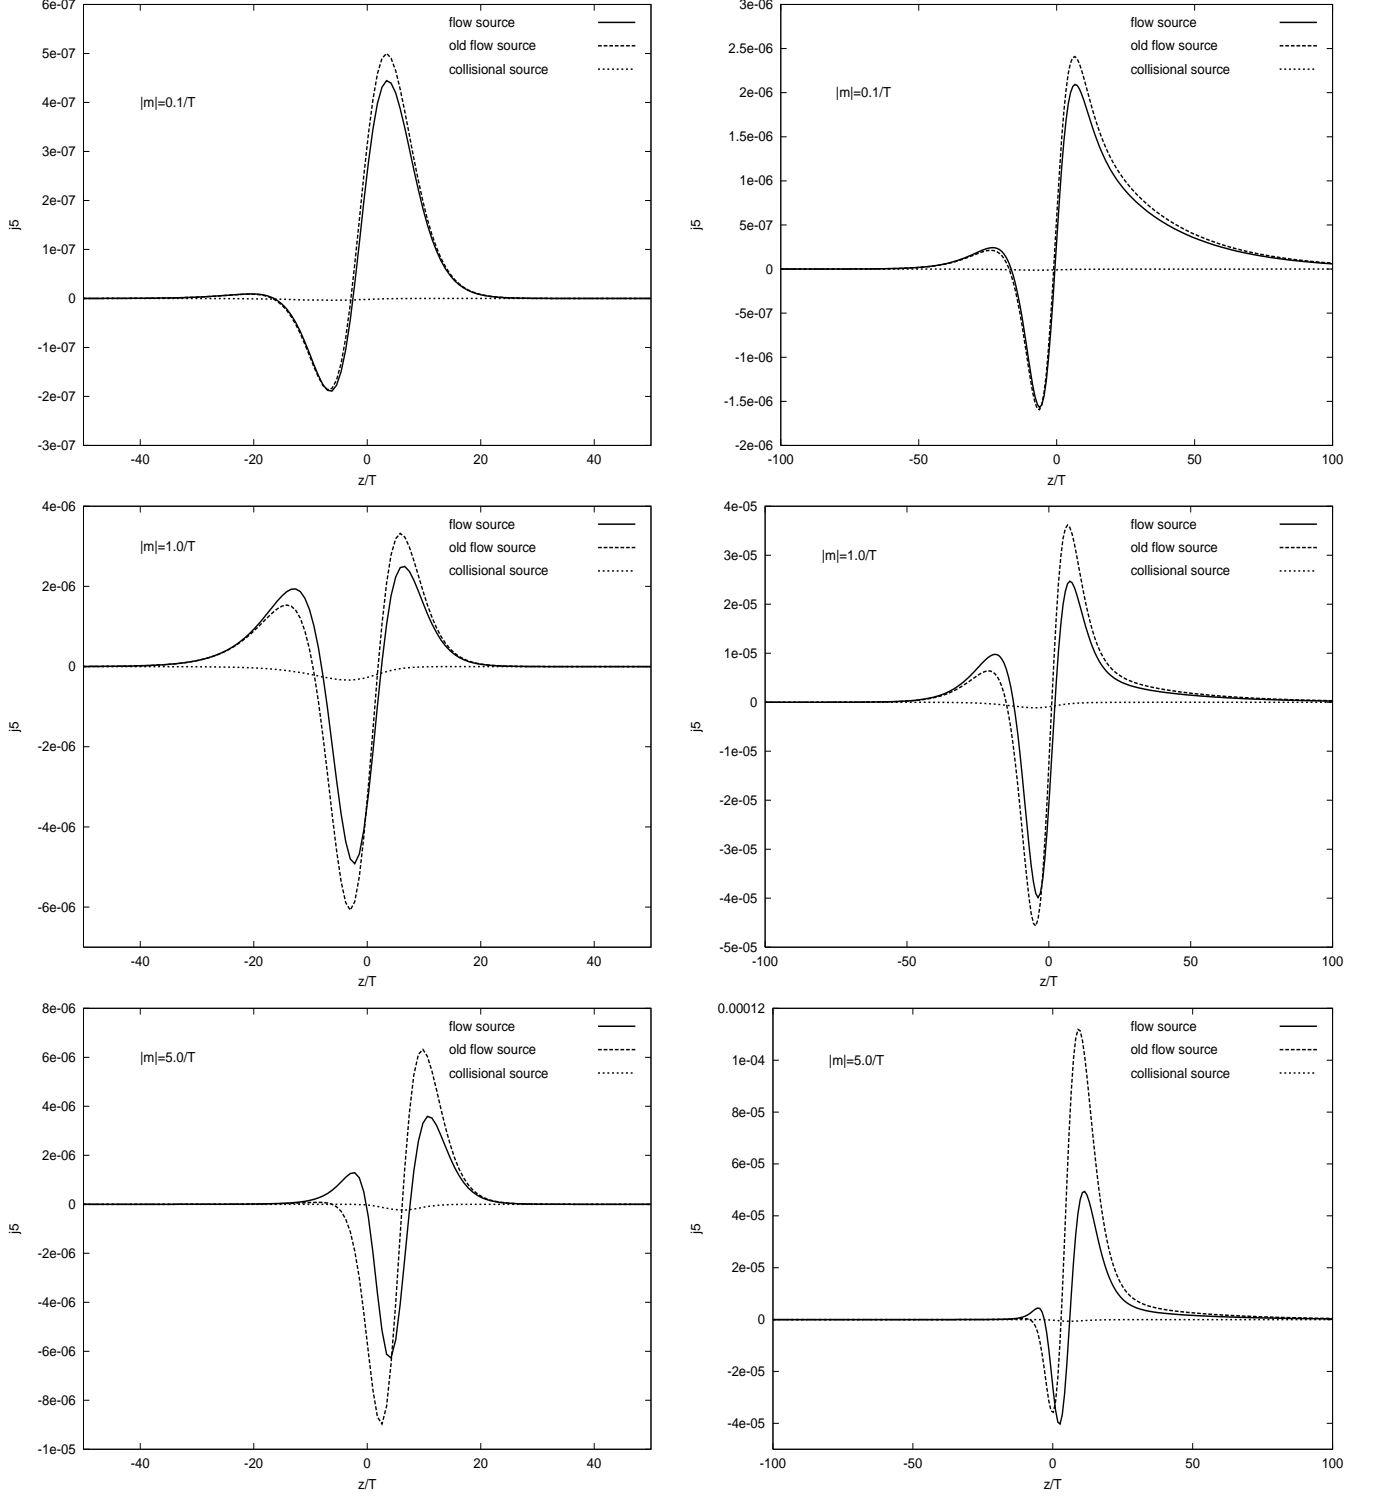 6e-07
5e-07
4e-07
3e-07
2e-07
1e-07
0
-1e-07
-2e-07
-3e-07
-40
-20
0
20
40
j5
z/T
|m|=0.1/T
flow source
old flow source
collisional source
3e-06
2.5e-06
2e-06
1.5e-06
1e-06
5e-07
0
-5e-07
-1e-06
-1.5e-06
-2e-06
-100
-50
0
50
100
j5
z/T
|m|=0.1/T
flow source
old flow source
collisional source
4e-06
2e-06
0
-2e-06
-4e-06
-6e-06
-40
-20
0
20
40
j5
z/T
|m|=1.0/T
flow source
old flow source
collisional source
4e-05
3e-05
2e-05
1e-05
0
-1e-05
-2e-05
-3e-05
-4e-05
-5e-05
-100
-50
0
50
100
j5
z/T
|m|=1.0/T
flow source
old flow source
collisional source
8e-06
6e-06
4e-06
2e-06
0
-2e-06
-4e-06
-6e-06
-8e-06
-1e-05
-40
-20
0
20
40
j5
z/T
|m|=5.0/T
flow source
old flow source
collisional source
0.00012
1e-04
8e-05
6e-05
4e-05
2e-05
0
-2e-05
-4e-05
-100
-50
0
50
100
j5
z/T
|m|=5.0/T
flow source
old flow source
collisional source